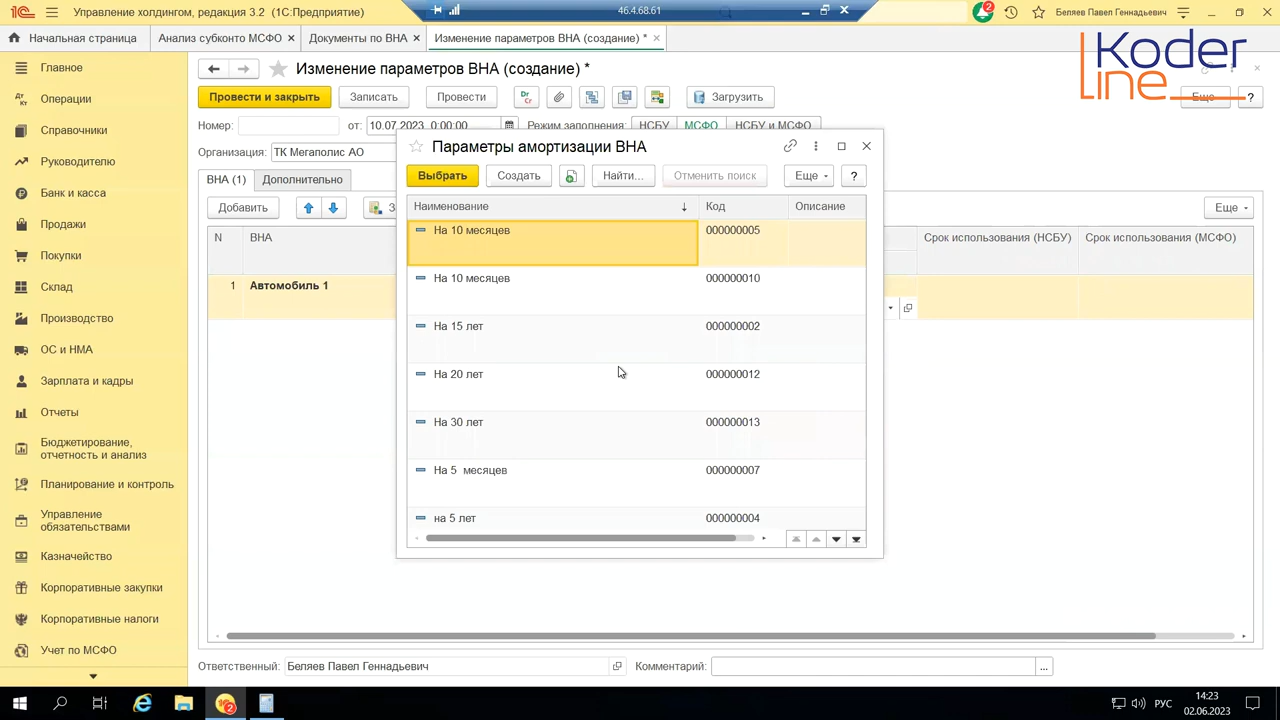 1С Управление холдингом, редакция 3.2 (1С:Предприятие)
46.4.68.61
2
Беляев Павел Геннадьевич
Начальная страница
Анализ субконто МСФО ×
Документы по ВНА ×
Изменение параметров ВНА (создание) * ×
Koder
line
Главное
Операции
Справочники
Руководителю
Банк и касса
Продажи
Покупки
Склад
Производство
ОС и НМА
Зарплата и кадры
Отчеты
Бюджетирование,
отчетность и анализ
Планирование и контроль
Управление
обязательствами
Казначейство
Корпоративные закупки
Корпоративные налоги
Учет по МСФО
Изменение параметров ВНА (создание) *
Провести и закрыть
Записать
Провести
Дт Кт
Загрузить
Еще
?
Номер:
от: 10.07.2023 0:00:00
Режим заполнения:
НСБУ
МСФО
НСБУ и МСФО
Организация: ТК Мегаполис АО
ВНА (1)
Дополнительно
Добавить
З
Еще
N
ВНА
Срок использования (НСБУ)
Срок использования (МСФО)
1
Автомобиль 1
Параметры амортизации ВНА
Выбрать
Создать
Найти...
Отменить поиск
Еще
?
Наименование ↓ Код Описание
На 10 месяцев 000000005
На 10 месяцев 000000010
На 15 лет 000000002
На 20 лет 000000012
На 30 лет 000000013
На 5 месяцев 000000007
на 5 лет 000000004
Ответственный: Беляев Павел Геннадьевич
Комментарий: ...
РУС
14:23
02.06.2023